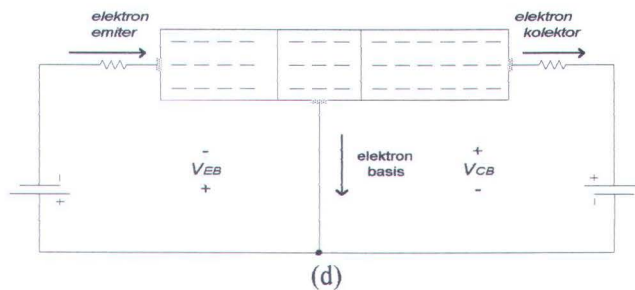 elektron
emiter
elektron
kolektor
-
VEB
+
elektron
basis
+
VCB
-
-
+
+
-
(d)